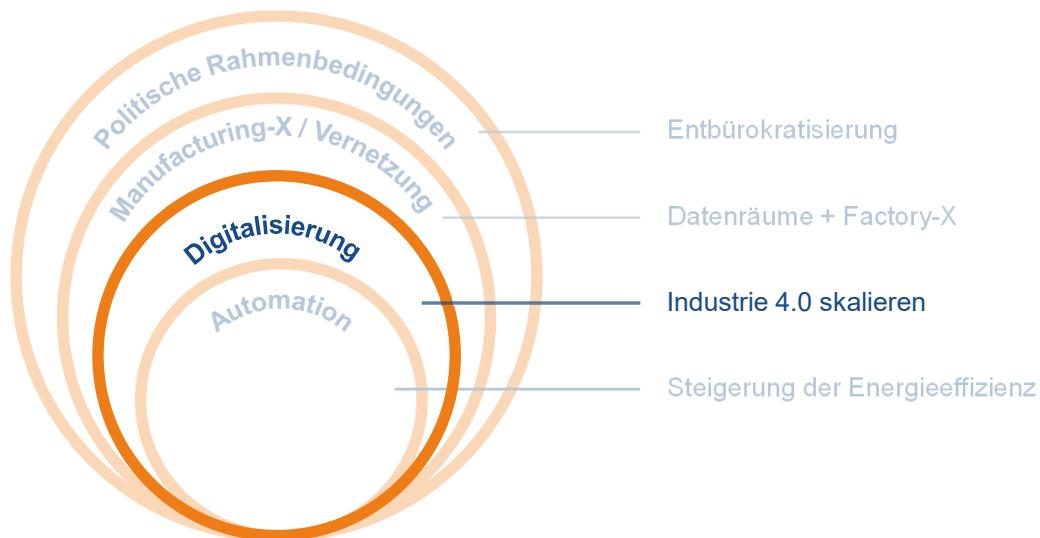 Politische Rahmenbedingungen
Entbürokratisierung
Manufacturing-X / Vernetzung
Datenräume + Factory-X
Digitalisierung
Industrie 4.0 skalieren
Automation
Steigerung der Energieeffizienz